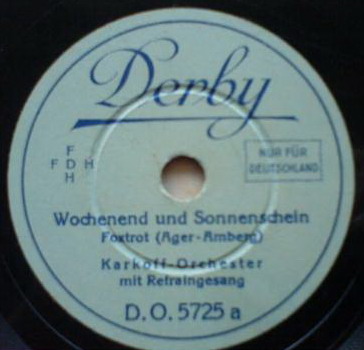 Derby
F
F D H
H
NUR FÜR
DEUTSCHLAND
Wochenend und Sonnenschein
Foxtrot (Ager-Amberg)
Karkoff-Orchester
mit Refraingesang
D.O. 5725 a